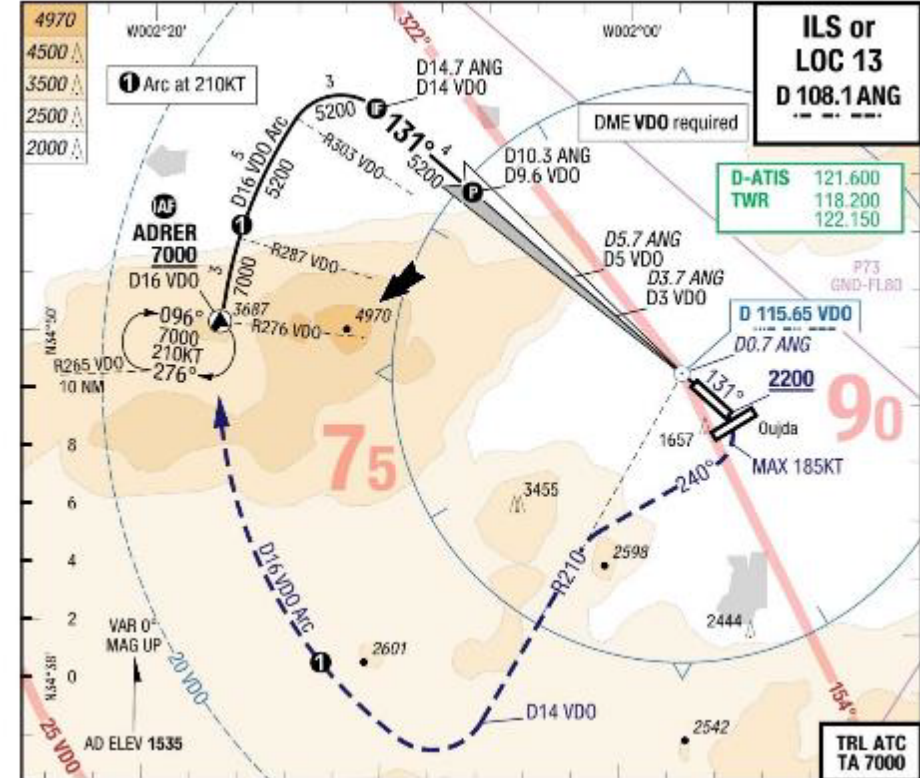 4970
4500
3500
2500
2000
W002°20'
W002°00'
322°
ILS or
LOC 13
D 108.1 ANG
1 Arc at 210KT
D14.7 ANG
D14 VDO
IF
3
5200
131°
4
5200
DME VDO required
D10.3 ANG
D9.6 VDO
P
R303 VDO
5
D16 VDO Arc
5200
D-ATIS 121.600
TWR 118.200
122.150
IAF
ADRER
7000
D16 VDO
1
R287 VDO
3
7000
D5.7 ANG
D5 VDO
D3.7 ANG
D3 VDO
P73
GND-FL80
3687
4970
R276 VDO
N34°50'
096°
7000
210KT
276°
R265 VDO
10 NM
D 115.65 VDO
D0.7 ANG
131°
2200
Oujda
1657
MAX 185KT
75
90
8
6
4
2
0
240°
3455
2598
R210
2444
D16 VDO Arc
VAR 0°
MAG UP
1
2601
N34°38'
20 VDO
D14 VDO
154°
25 VDO
AD ELEV 1535
2542
TRL ATC
TA 7000